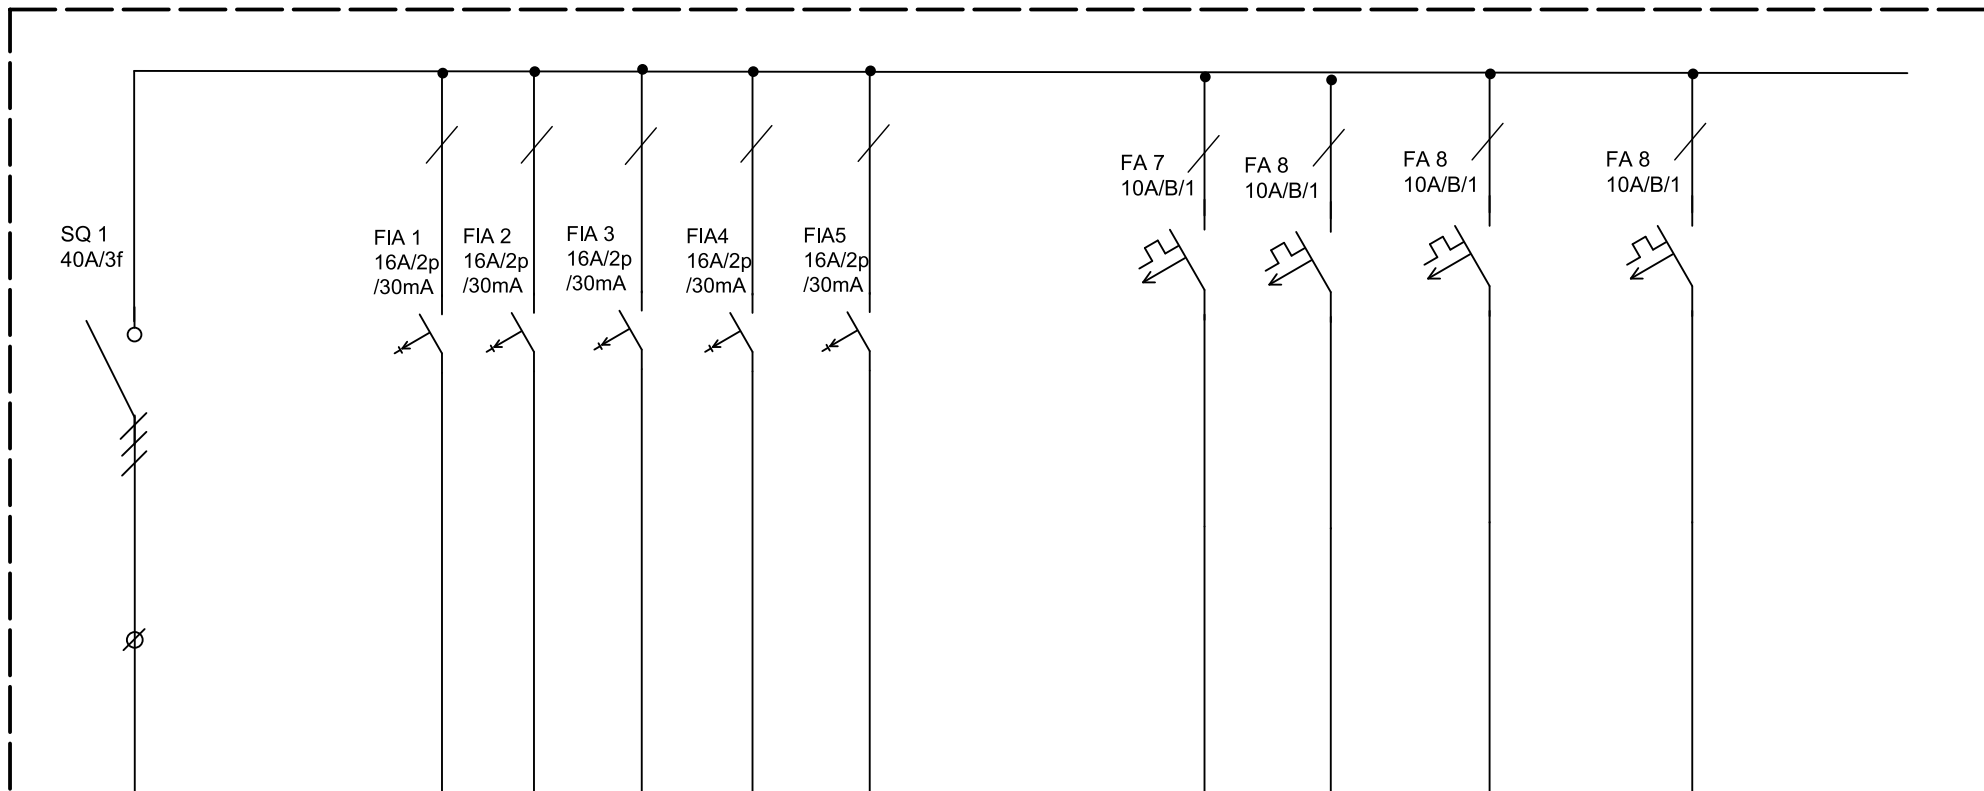 SQ 1
40A/3f
FIA 1
16A/2p
/30mA
FIA 2
16A/2p
/30mA
FIA 3
16A/2p
/30mA
FIA4
16A/2p
/30mA
FIA5
16A/2p
/30mA
FA 7
10A/B/1
FA 8
10A/B/1
FA 8
10A/B/1
FA 8
10A/B/1